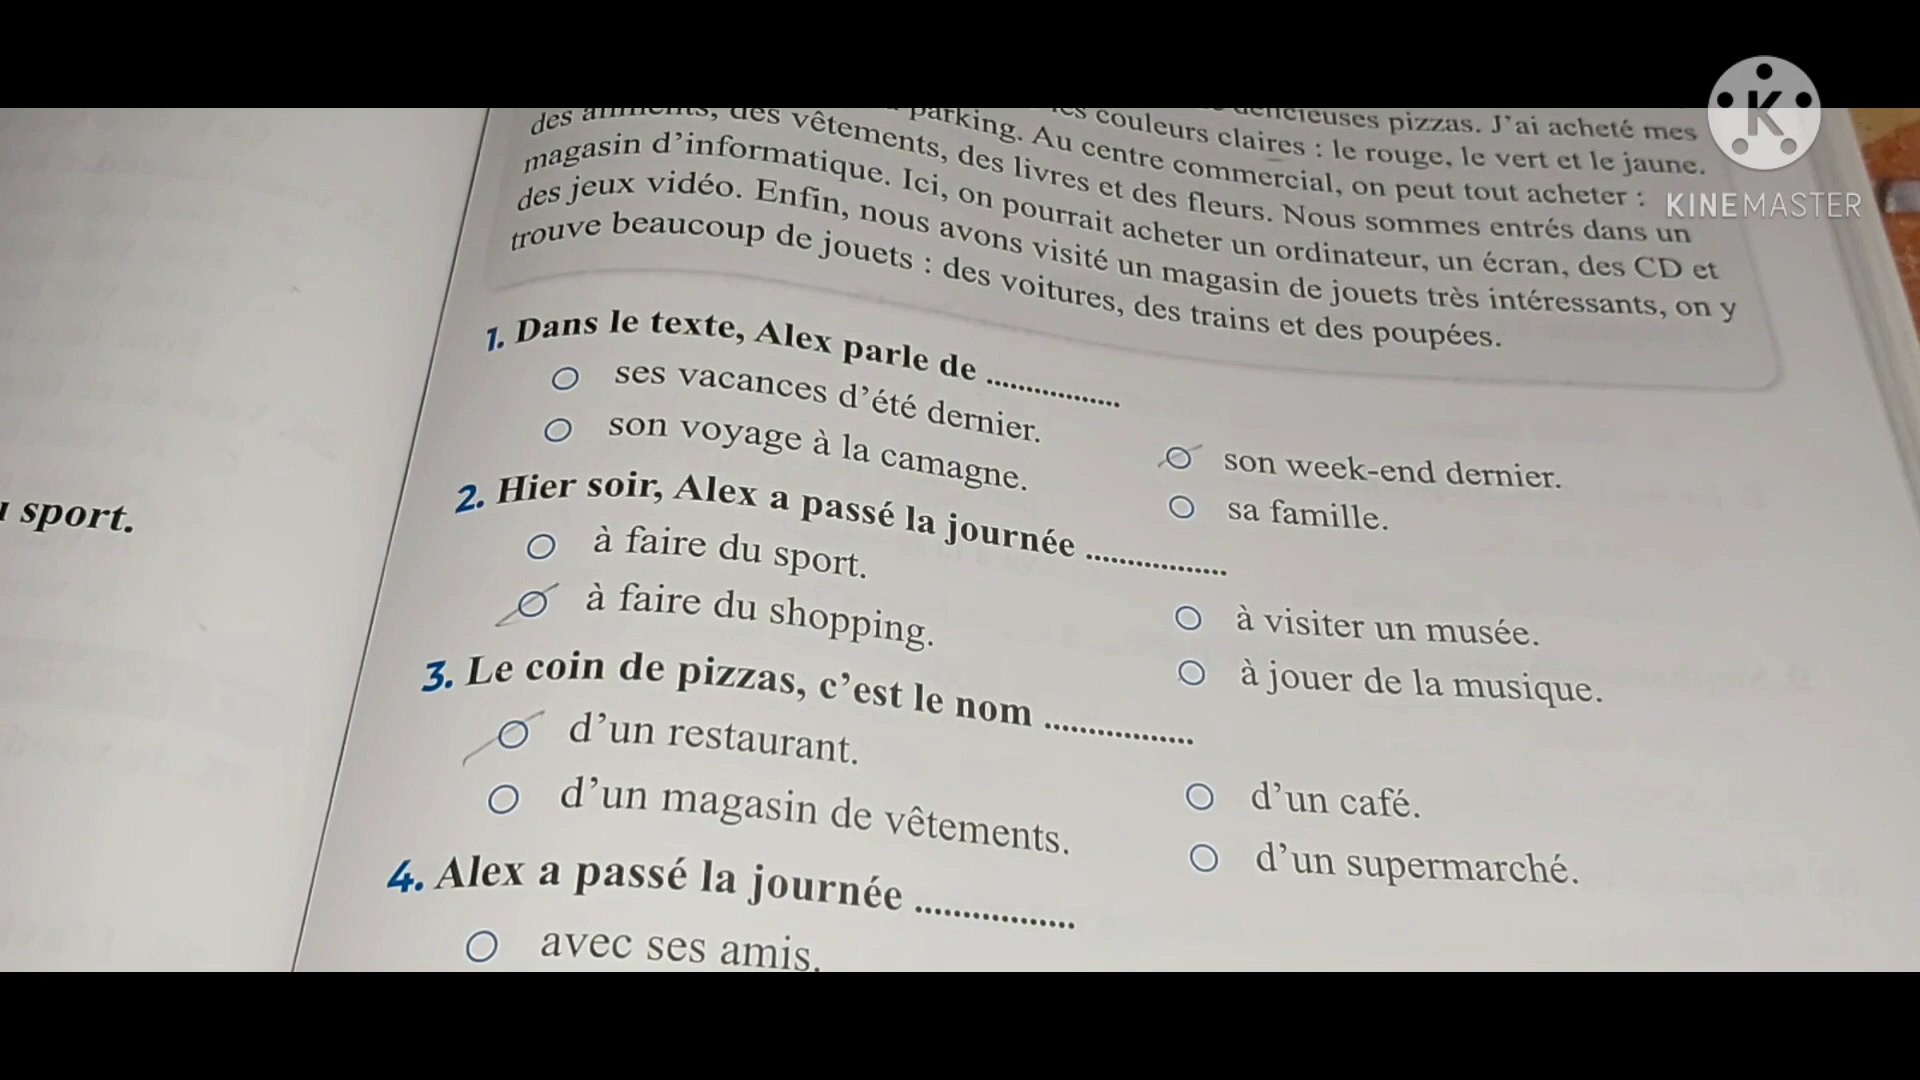 délicieuses pizzas. J'ai acheté mes
couleurs claires : le rouge, le vert et le jaune.
parking. Au centre commercial, on peut tout acheter :
des aliments, des vêtements, des livres et des fleurs. Nous sommes entrés dans un
magasin d'informatique. Ici, on pourrait acheter un ordinateur, un écran, des CD et
des jeux vidéo. Enfin, nous avons visité un magasin de jouets très intéressants, on y
trouve beaucoup de jouets : des voitures, des trains et des poupées.
1. Dans le texte, Alex parle de ................
ses vacances d'été dernier.
son week-end dernier.
son voyage à la camagne.
sa famille.
2. Hier soir, Alex a passé la journée ................
à faire du sport.
à visiter un musée.
à faire du shopping.
à jouer de la musique.
3. Le coin de pizzas, c'est le nom ................
d'un restaurant.
d'un café.
d'un magasin de vêtements.
d'un supermarché.
4. Alex a passé la journée ................
avec ses amis.
sport.
K
KINEMASTER